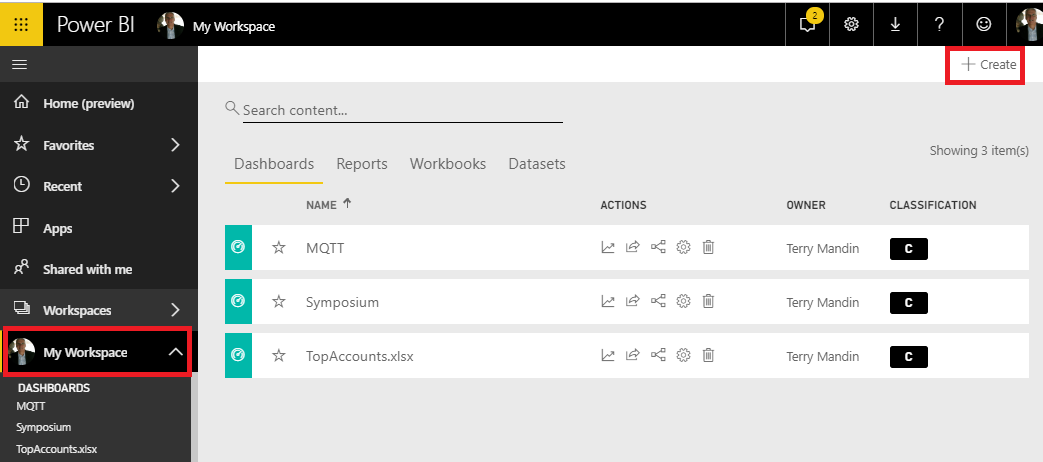 Power BI My Workspace 2 ?
+ Create
Home (preview)
Favorites
Recent
Apps
Shared with me
Workspaces
My Workspace
DASHBOARDS
MQTT
Symposium
TopAccounts.xlsx
Search content...
Showing 3 item(s)
Dashboards Reports Workbooks Datasets
NAME ACTIONS OWNER CLASSIFICATION
MQTT Terry Mandin C
Symposium Terry Mandin C
TopAccounts.xlsx Terry Mandin C